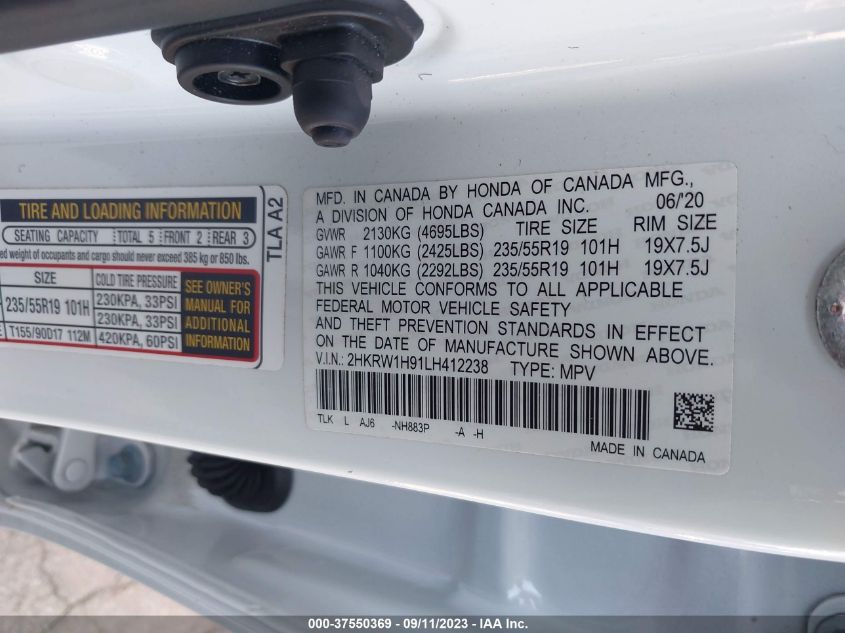 TIRE AND LOADING INFORMATION
SEATING CAPACITY TOTAL 5 FRONT 2 REAR 3
weight of occupants and cargo should never exceed 385 kg or 850 lbs.
SIZE COLD TIRE PRESSURE
235/55R19 101H 230KPA, 33PSI
230KPA, 33PSI
T155/90D17 112M 420KPA, 60PSI
SEE OWNER'S
MANUAL FOR
ADDITIONAL
INFORMATION
TLA A2
MFD. IN CANADA BY HONDA OF CANADA MFG.,
A DIVISION OF HONDA CANADA INC. 06/'20
GVWR 2130KG (4695LBS) TIRE SIZE RIM SIZE
GAWR F 1100KG (2425LBS) 235/55R19 101H 19X7.5J
GAWR R 1040KG (2292LBS) 235/55R19 101H 19X7.5J
THIS VEHICLE CONFORMS TO ALL APPLICABLE
FEDERAL MOTOR VEHICLE SAFETY
AND THEFT PREVENTION STANDARDS IN EFFECT
ON THE DATE OF MANUFACTURE SHOWN ABOVE.
V.I.N.: 2HKRW1H91LH412238 TYPE: MPV
TLK L AJ6 -NH883P -A -H
MADE IN CANADA
000-37550369 - 09/11/2023 - IAA Inc.